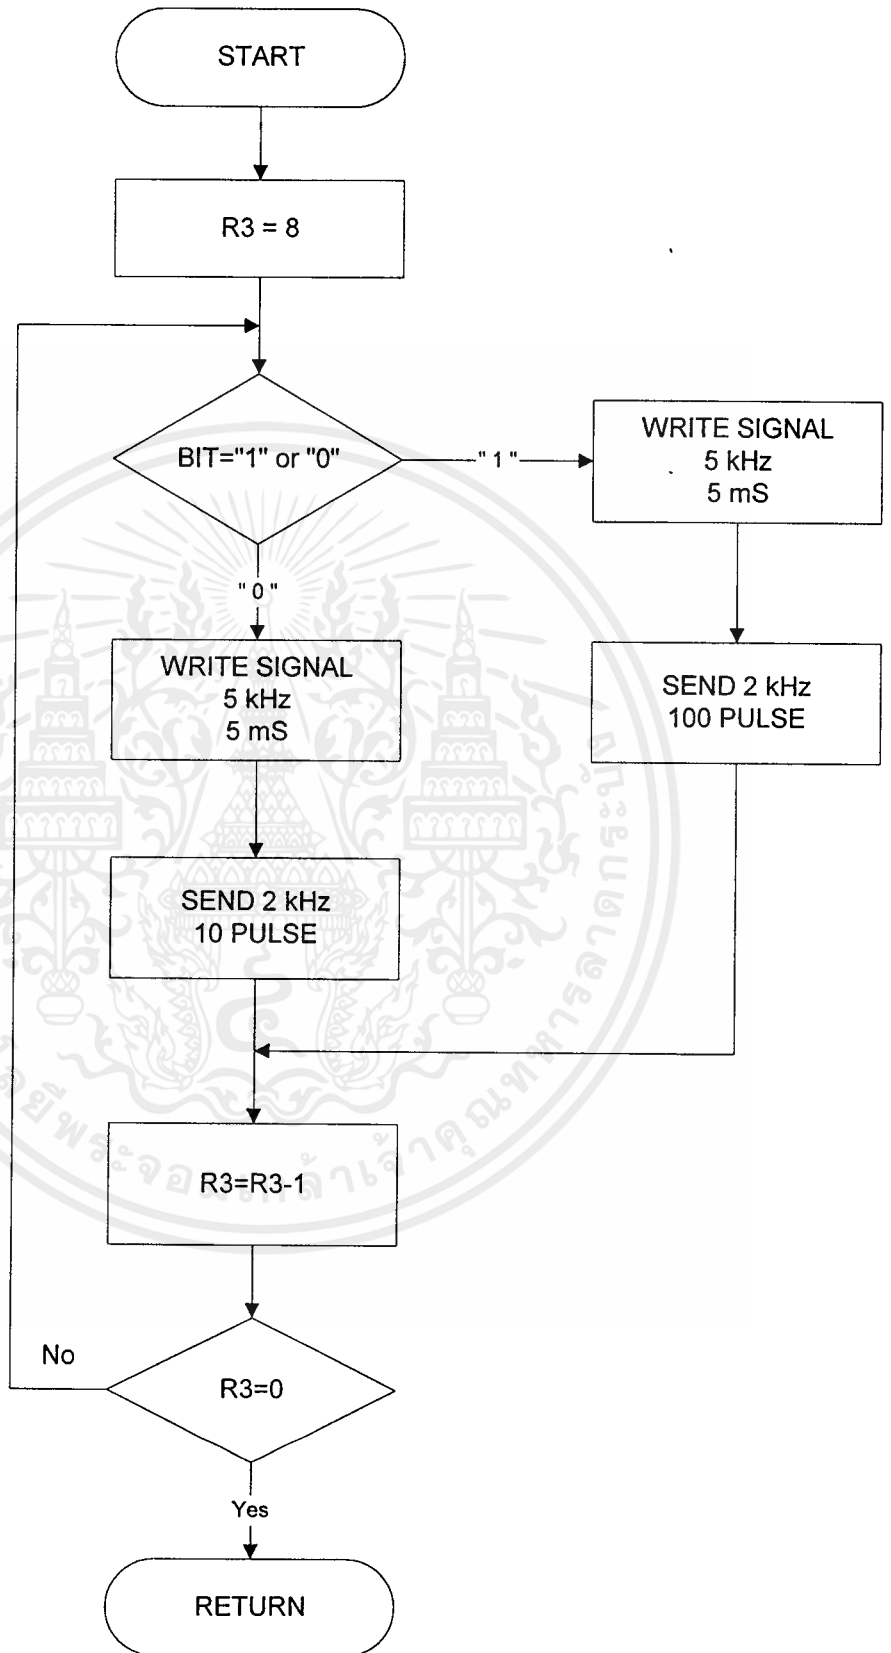 START
R3 = 8
BIT="1" or "0"
" 1 "
WRITE SIGNAL
5 kHz
5 mS
" 0 "
WRITE SIGNAL
5 kHz
5 mS
SEND 2 kHz
100 PULSE
SEND 2 kHz
10 PULSE
R3=R3-1
No
R3=0
Yes
RETURN